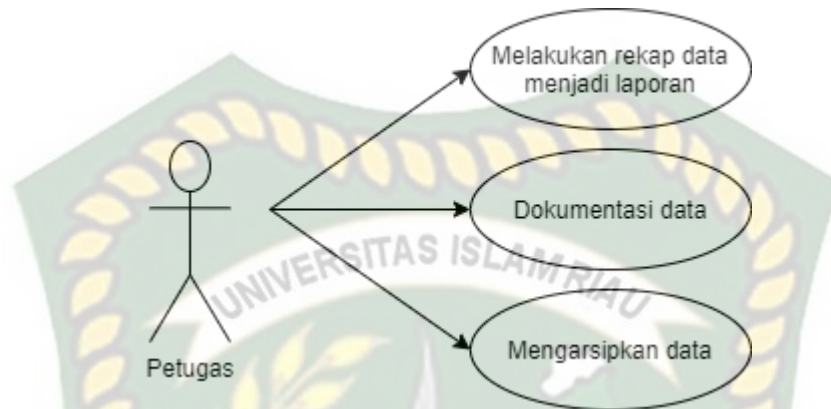 Melakukan rekap data
menjadi laporan
Dokumentasi data
UNIVERSITAS ISLAM RIAU
Mengarsipkan data
Petugas